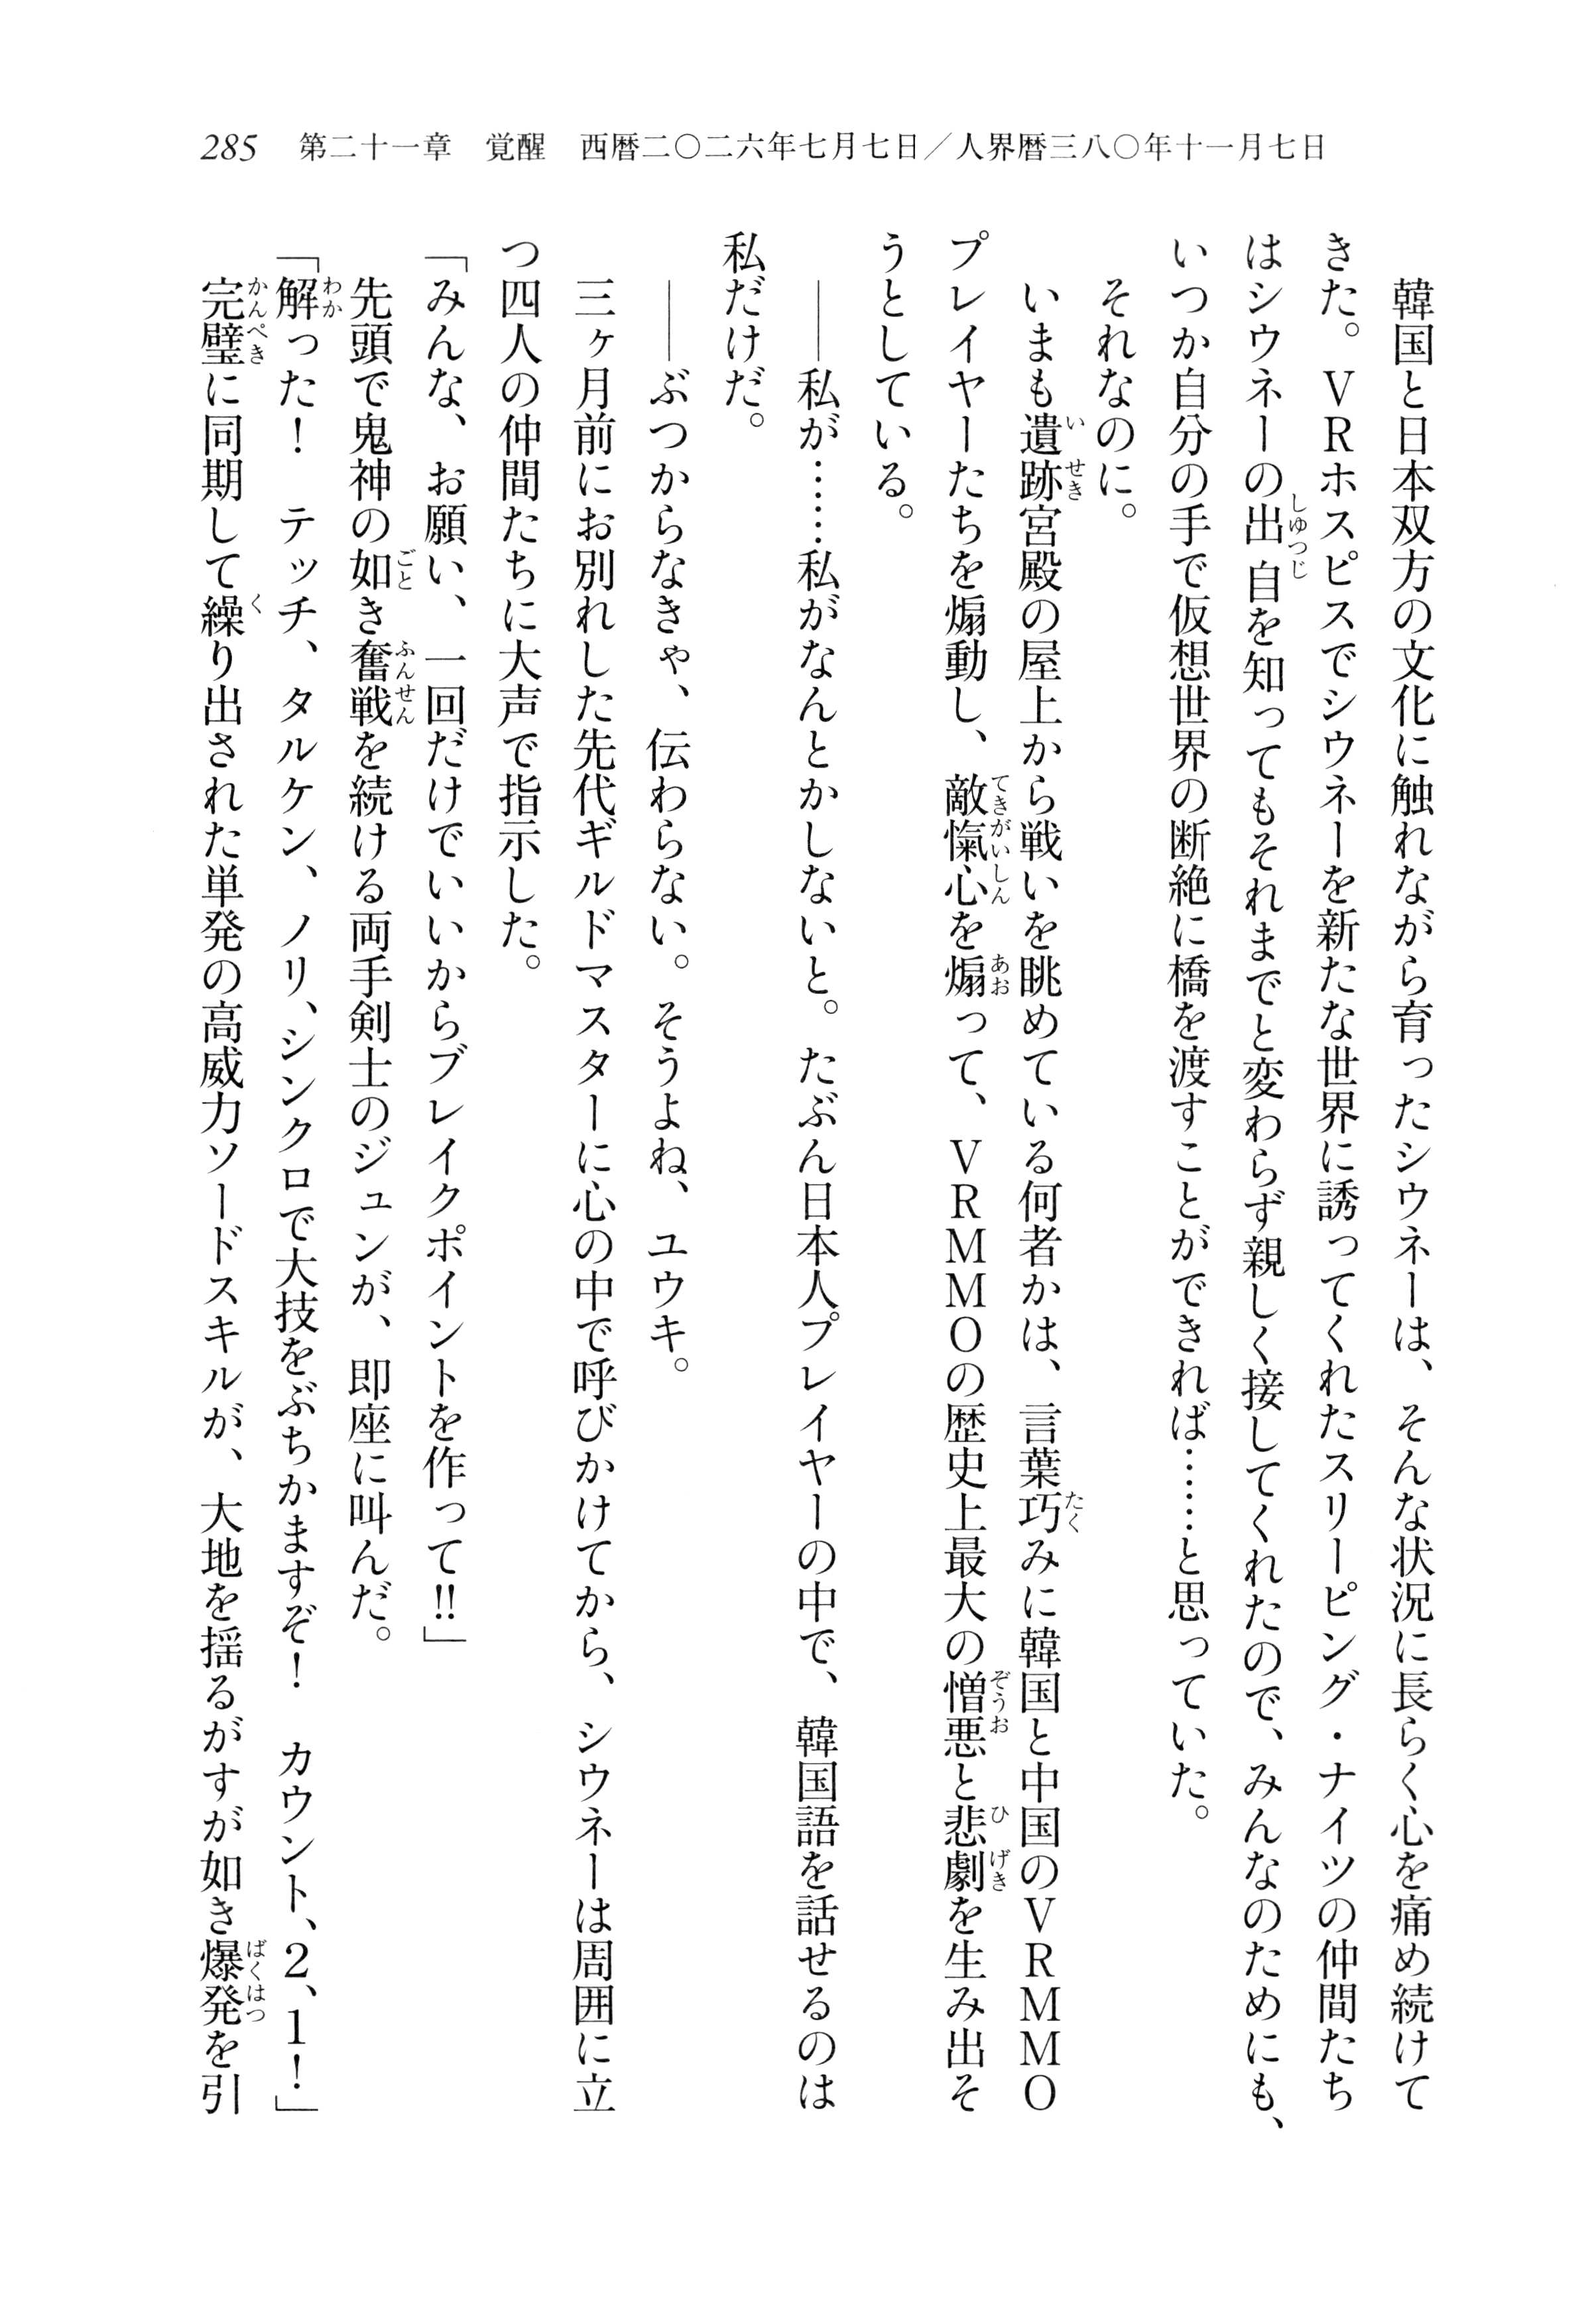 285　第二十一章　覚醒　西暦二〇二六年七月七日／人界暦三八〇年十一月七日
　韓国と日本双方の文化に触れながら育ったシウネーは、そんな状況に長らく心を痛め続けて
きた。ＶＲホスピスでシウネーを新たな世界に誘ってくれたスリーピング・ナイツの仲間たち
はシウネーの出自を知ってもそれまでと変わらず親しく接してくれたので、みんなのためにも、
いつか自分の手で仮想世界の断絶に橋を渡すことができれば……と思っていた。
　それなのに。
　いまも遺跡宮殿の屋上から戦いを眺めている何者かは、言葉巧みに韓国と中国のＶＲＭＭＯ
プレイヤーたちを煽動し、敵愾心を煽って、ＶＲＭＭＯの歴史上最大の憎悪と悲劇を生み出そ
うとしている。
　――私が……私がなんとかしないと。たぶん日本人プレイヤーの中で、韓国語を話せるのは
私だけだ。
　――ぶつからなきゃ、伝わらない。そうよね、ユウキ。
　三ヶ月前にお別れした先代ギルドマスターに心の中で呼びかけてから、シウネーは周囲に立
つ四人の仲間たちに大声で指示した。
「みんな、お願い、一回だけでいいからブレイクポイントを作って!!」
　先頭で鬼神の如き奮戦を続ける両手剣士のジュンが、即座に叫んだ。
「解った！　テッチ、タルケン、ノリ、シンクロで大技をぶちかますぞ！　カウント、2、1！」
　完璧に同期して繰り出された単発の高威力ソードスキルが、大地を揺るがすが如き爆発を引